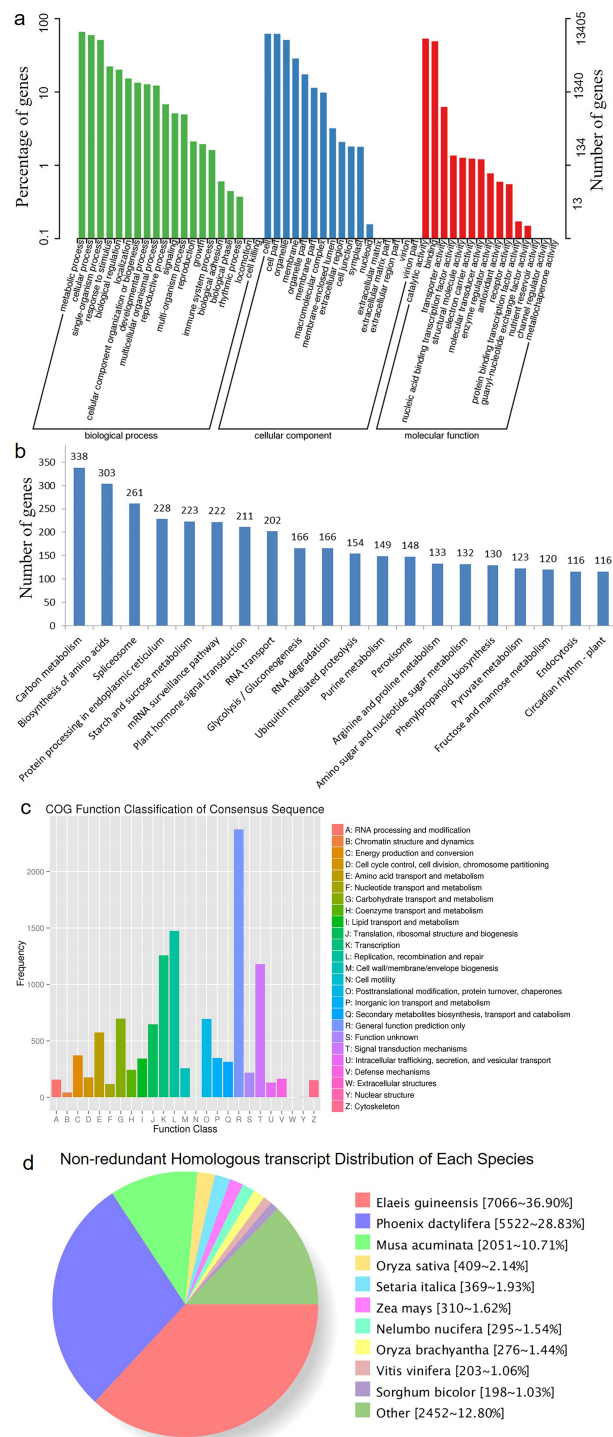 a
Percentage of genes
100
10
1
0.1
Number of genes
13405
1340
134
13
metabolic process
cellular process
single-organism process
response to stimulus
biological regulation
localization
cellular component organization or biogenesis
developmental process
multicellular organismal process
reproductive process
signaling
multi-organism process
reproduction
growth
immune system process
biological adhesion
biological phase
rhythmic process
locomotion
cell killing
cell
cell part
organelle
membrane
organelle part
membrane part
macromolecular complex
membrane-enclosed lumen
extracellular region
cell junction
symplast
nucleoid
extracellular matrix
extracellular matrix part
extracellular region part
virion
virion part
catalytic activity
binding
transporter activity
nucleic acid binding transcription factor activity
structural molecule activity
electron carrier activity
molecular transducer activity
enzyme regulator activity
antioxidant activity
receptor activity
protein binding transcription factor activity
guanyl-nucleotide exchange factor activity
nutrient reservoir activity
channel regulator activity
metallochaperone activity
biological process
cellular component
molecular function
b
Number of genes
350
300
250
200
150
100
50
0
338
303
261
228
223
222
211
202
166
166
154
149
148
133
132
130
123
120
116
116
Carbon metabolism
Biosynthesis of amino acids
Spliceosome
Protein processing in endoplasmic reticulum
Starch and sucrose metabolism
mRNA surveillance pathway
Plant hormone signal transduction
RNA transport
Glycolysis / Gluconeogenesis
RNA degradation
Ubiquitin mediated proteolysis
Purine metabolism
Peroxisome
Arginine and proline metabolism
Amino sugar and nucleotide sugar metabolism
Phenylpropanoid biosynthesis
Pyruvate metabolism
Fructose and mannose metabolism
Endocytosis
Circadian rhythm - plant
c
COG Function Classification of Consensus Sequence
Frequency
2000
1500
1000
500
0
A B C D E F G H I J K L M N O P Q R S T U V W Y Z
Function Class
A: RNA processing and modification
B: Chromatin structure and dynamics
C: Energy production and conversion
D: Cell cycle control, cell division, chromosome partitioning
E: Amino acid transport and metabolism
F: Nucleotide transport and metabolism
G: Carbohydrate transport and metabolism
H: Coenzyme transport and metabolism
I: Lipid transport and metabolism
J: Translation, ribosomal structure and biogenesis
K: Transcription
L: Replication, recombination and repair
M: Cell wall/membrane/envelope biogenesis
N: Cell motility
O: Posttranslational modification, protein turnover, chaperones
P: Inorganic ion transport and metabolism
Q: Secondary metabolites biosynthesis, transport and catabolism
R: General function prediction only
S: Function unknown
T: Signal transduction mechanisms
U: Intracellular trafficking, secretion, and vesicular transport
V: Defense mechanisms
W: Extracellular structures
Y: Nuclear structure
Z: Cytoskeleton
d
Non-redundant Homologous transcript Distribution of Each Species
Elaeis guineensis [7066~36.90%]
Phoenix dactylifera [5522~28.83%]
Musa acuminata [2051~10.71%]
Oryza sativa [409~2.14%]
Setaria italica [369~1.93%]
Zea mays [310~1.62%]
Nelumbo nucifera [295~1.54%]
Oryza brachyantha [276~1.44%]
Vitis vinifera [203~1.06%]
Sorghum bicolor [198~1.03%]
Other [2452~12.80%]